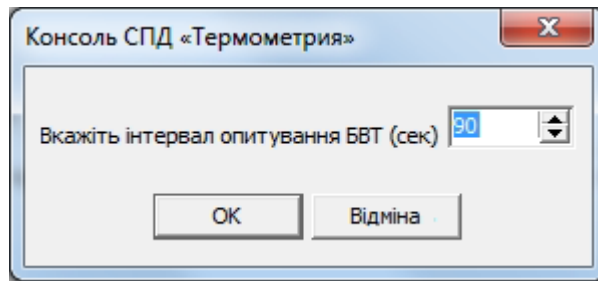 Консоль СПД «Термометрия»
Вкажіть інтервал опитування БВТ (сек) 90
OK Відміна